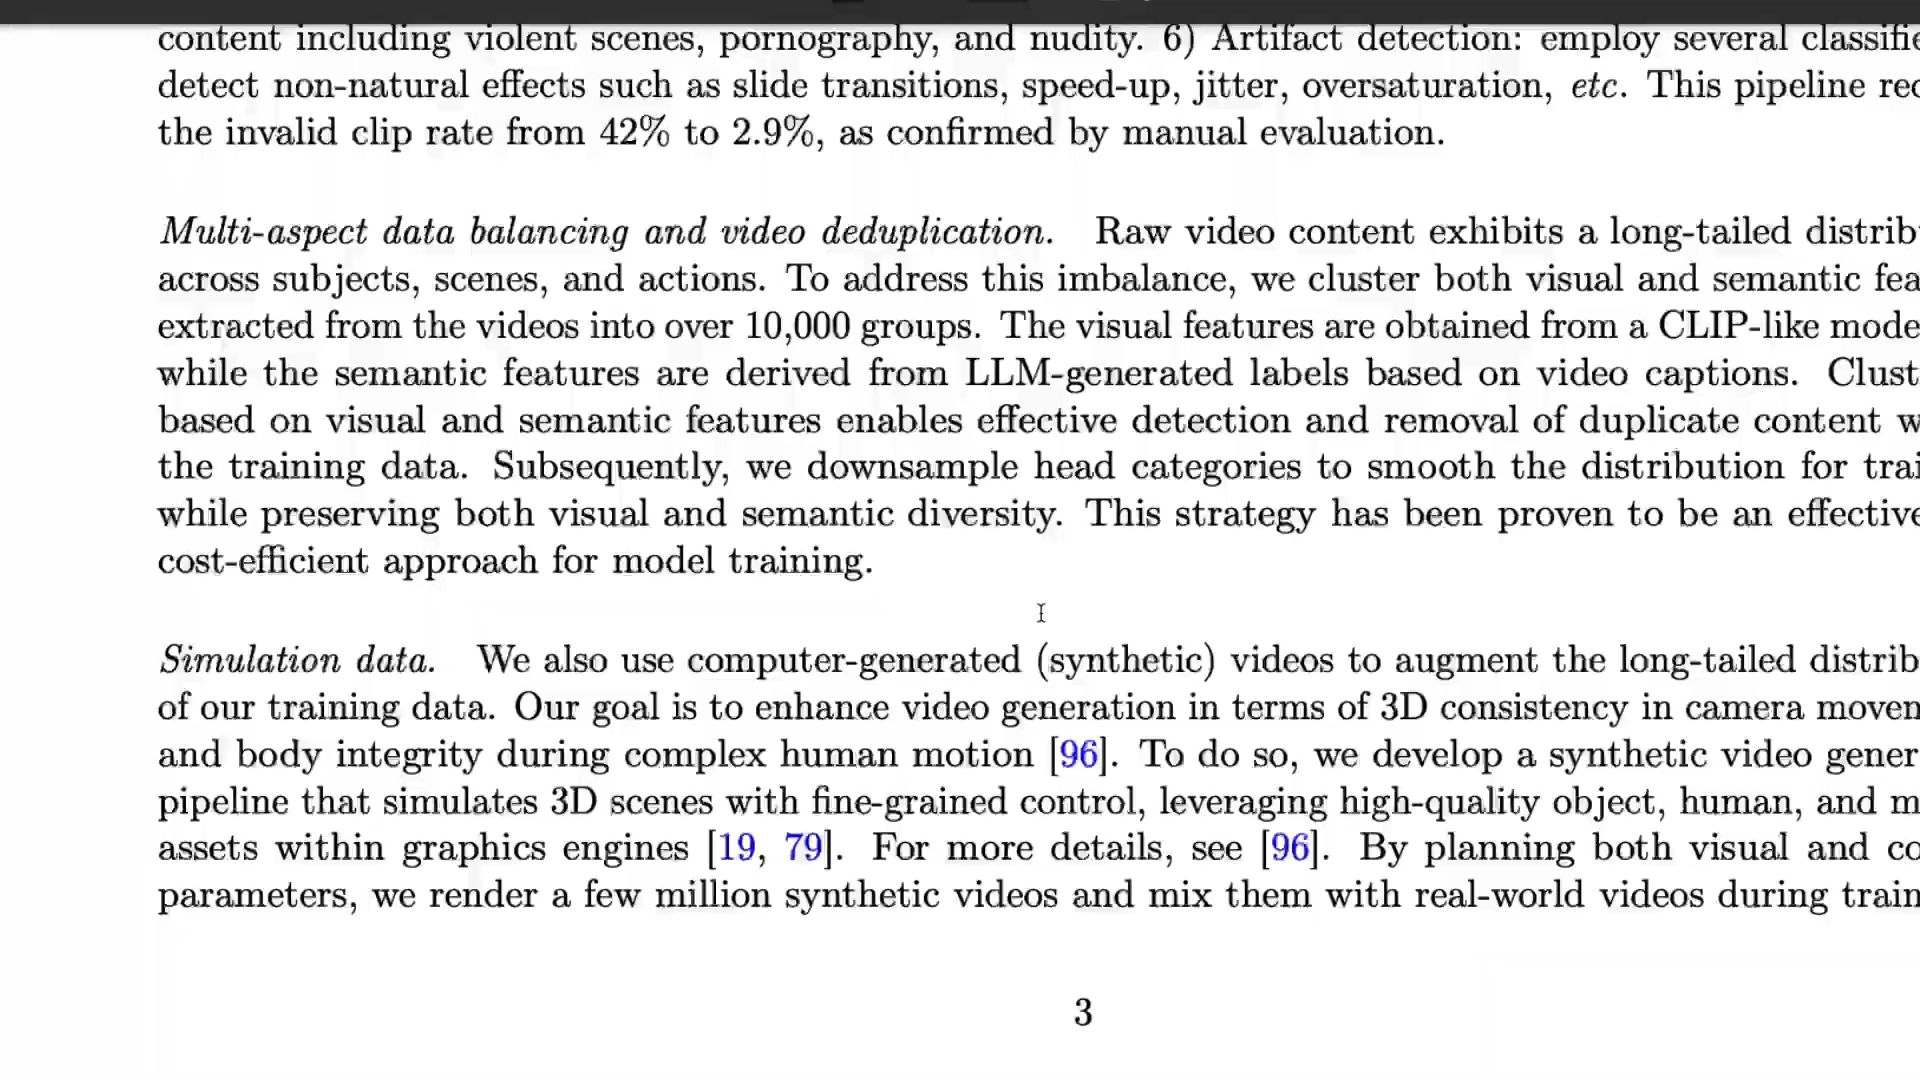 content including violent scenes, pornography, and nudity. 6) Artifact detection: employ several
detect non-natural effects such as slide transitions, speed-up, jitter, oversaturation, etc. This pipeline
the invalid clip rate from 42% to 2.9%, as confirmed by manual evaluation.
Multi-aspect data balancing and video deduplication. Raw video content exhibits a long-tailed
across subjects, scenes, and actions. To address this imbalance, we cluster both visual and semantic
extracted from the videos into over 10,000 groups. The visual features are obtained from a CLIP-like
while the semantic features are derived from LLM-generated labels based on video captions.
based on visual and semantic features enables effective detection and removal of duplicate content
the training data. Subsequently, we downsample head categories to smooth the distribution for
while preserving both visual and semantic diversity. This strategy has been proven to be an effective
cost-efficient approach for model training.
Simulation data. We also use computer-generated (synthetic) videos to augment the long-tailed
of our training data. Our goal is to enhance video generation in terms of 3D consistency in camera
and body integrity during complex human motion [96]. To do so, we develop a synthetic video
pipeline that simulates 3D scenes with fine-grained control, leveraging high-quality object, human, and
assets within graphics engines [19, 79]. For more details, see [96]. By planning both visual and
parameters, we render a few million synthetic videos and mix them with real-world videos during
3